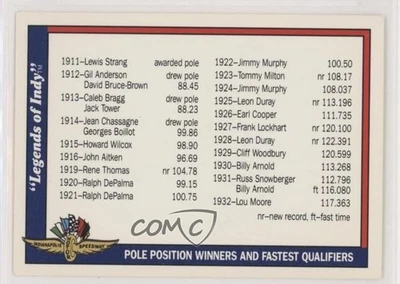 "Legends of Indy"™
1911–Lewis Strang awarded pole
1912–Gil Anderson drew pole
David Bruce-Brown 88.45
1913–Caleb Bragg drew pole
Jack Tower 88.23
1914–Jean Chassagne drew pole
Georges Boillot 99.86
1915–Howard Wilcox 98.90
1916–John Aitken 96.69
1919–Rene Thomas nr 104.78
1920–Ralph DePalma 99.15
1921–Ralph DePalma 100.75
1922–Jimmy Murphy 100.50
1923–Tommy Milton nr 108.17
1924–Jimmy Murphy 108.037
1925–Leon Duray nr 113.196
1926–Earl Cooper 111.735
1927–Frank Lockhart nr 120.100
1928–Leon Duray nr 122.391
1929–Cliff Woodbury 120.599
1930–Billy Arnold 113.268
1931–Russ Snowberger 112.796
Billy Arnold ft 116.080
1932–Lou Moore 117.363
nr–new record, ft–fast time
COMC
INDIANAPOLIS SPEEDWAY
POLE POSITION WINNERS AND FASTEST QUALIFIERS